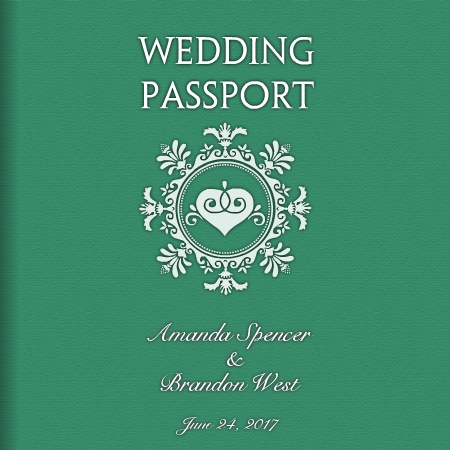 WEDDING
PASSPORT
Amanda Spencer
&
Brandon West
June 24, 2017